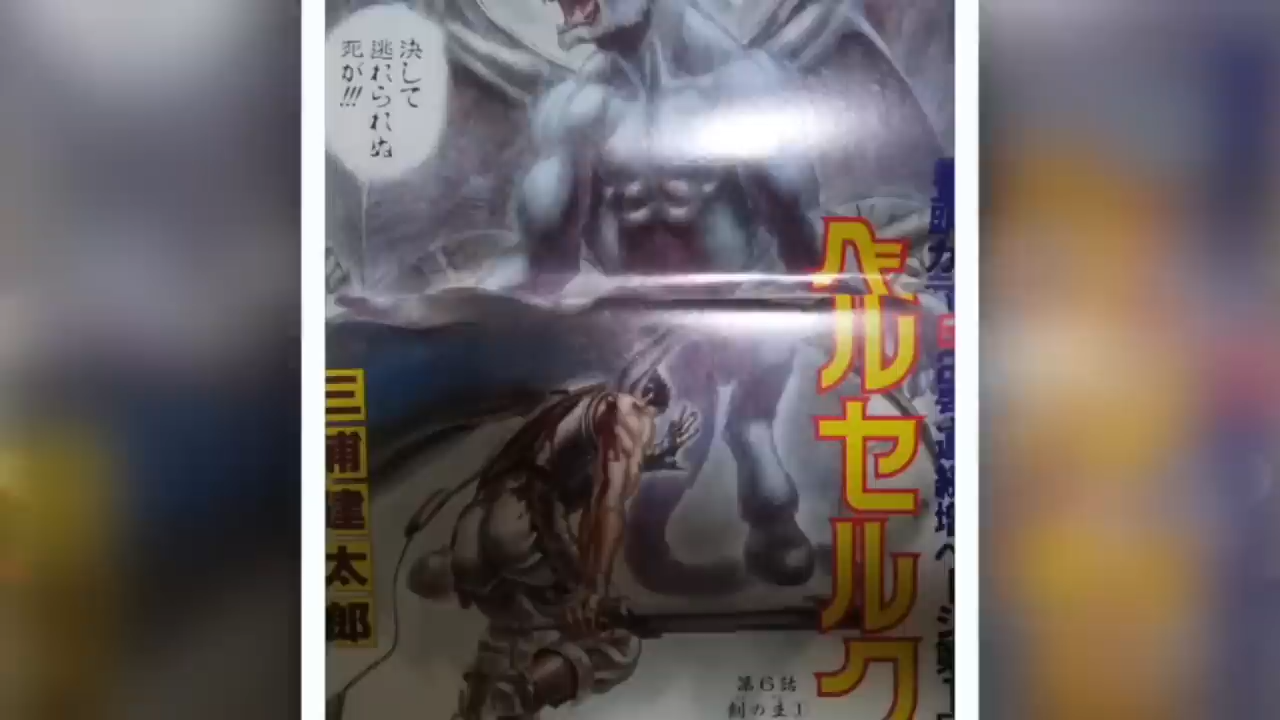 決して
逃れられぬ
死が!!!
ベルセルク
三浦建太郎
第6話
剣の主1